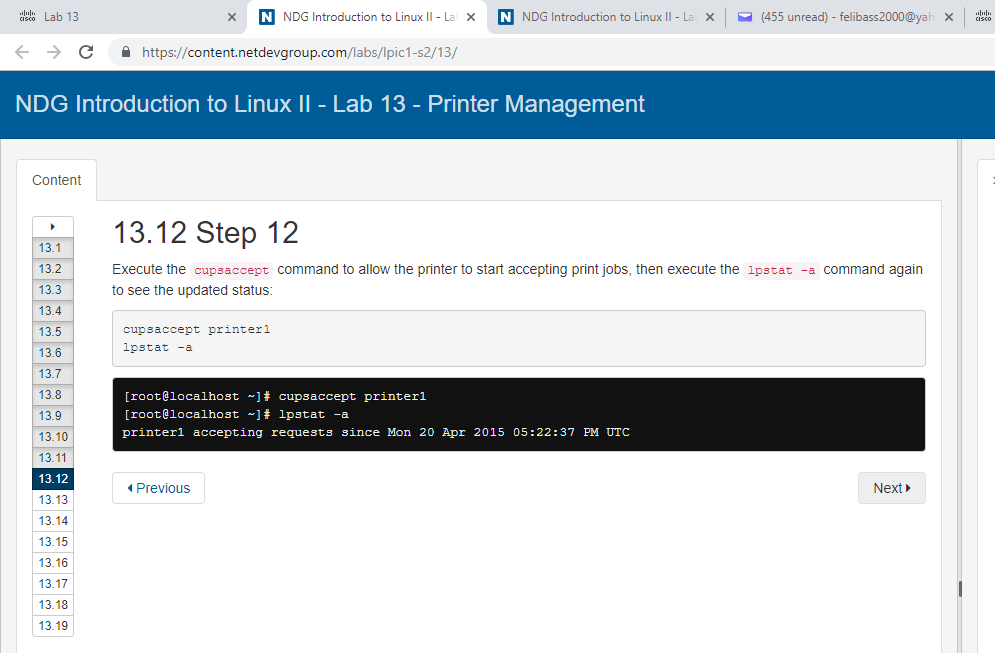 Lab 13
NDG Introduction to Linux II - La
NDG Introduction to Linux II - La
(455 unread) - felibass2000@yah
cisco
https://content.netdevgroup.com/labs/lpic1-s2/13/
NDG Introduction to Linux II - Lab 13 - Printer Management
Content
13.1
13.2
13.3
13.4
13.5
13.6
13.7
13.8
13.9
13.10
13.11
13.12
13.13
13.14
13.15
13.16
13.17
13.18
13.19
13.12 Step 12
Execute the cupsaccept command to allow the printer to start accepting print jobs, then execute the lpstat -a command again
to see the updated status:
cupsaccept printer1
lpstat -a
[root@localhost ~]# cupsaccept printer1
[root@localhost ~]# lpstat -a
printer1 accepting requests since Mon 20 Apr 2015 05:22:37 PM UTC
Previous
Next